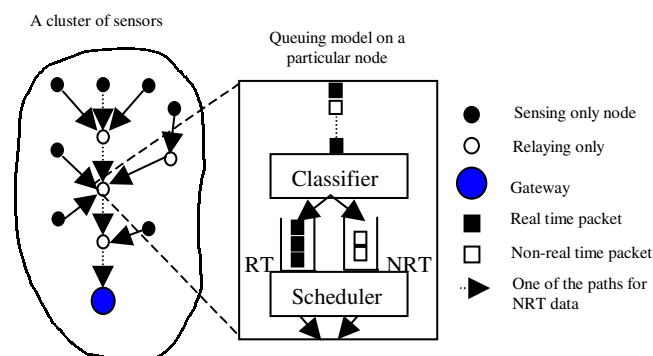 A cluster of sensors
Queuing model on a
particular node
Classifier
RT
NRT
Scheduler
Sensing only node
Relaying only
Gateway
Real time packet
Non-real time packet
One of the paths for
NRT data